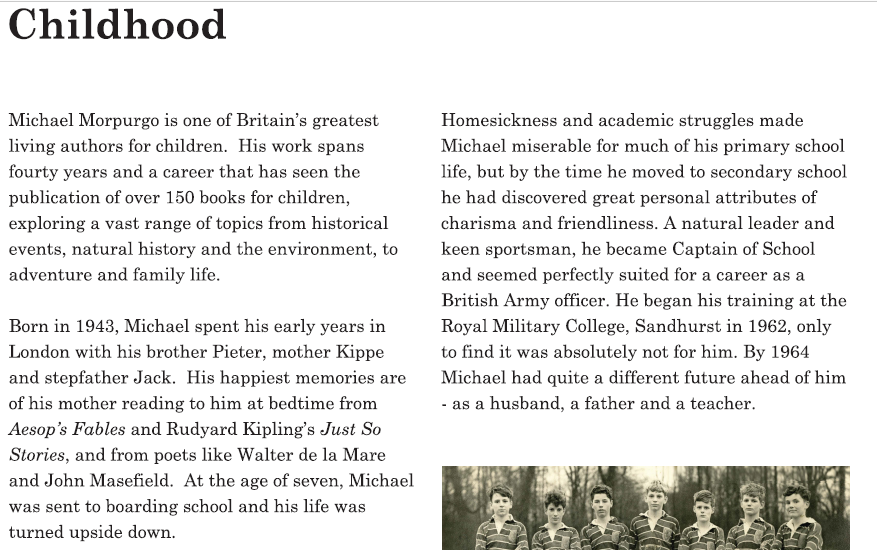 Childhood
Michael Morpurgo is one of Britain's greatest
living authors for children.  His work spans
fourty years and a career that has seen the
publication of over 150 books for children,
exploring a vast range of topics from historical
events, natural history and the environment, to
adventure and family life.
Born in 1943, Michael spent his early years in
London with his brother Pieter, mother Kippe
and stepfather Jack.  His happiest memories are
of his mother reading to him at bedtime from
Aesop's Fables and Rudyard Kipling's Just So
Stories, and from poets like Walter de la Mare
and John Masefield.  At the age of seven, Michael
was sent to boarding school and his life was
turned upside down.
Homesickness and academic struggles made
Michael miserable for much of his primary school
life, but by the time he moved to secondary school
he had discovered great personal attributes of
charisma and friendliness. A natural leader and
keen sportsman, he became Captain of School
and seemed perfectly suited for a career as a
British Army officer. He began his training at the
Royal Military College, Sandhurst in 1962, only
to find it was absolutely not for him. By 1964
Michael had quite a different future ahead of him
- as a husband, a father and a teacher.